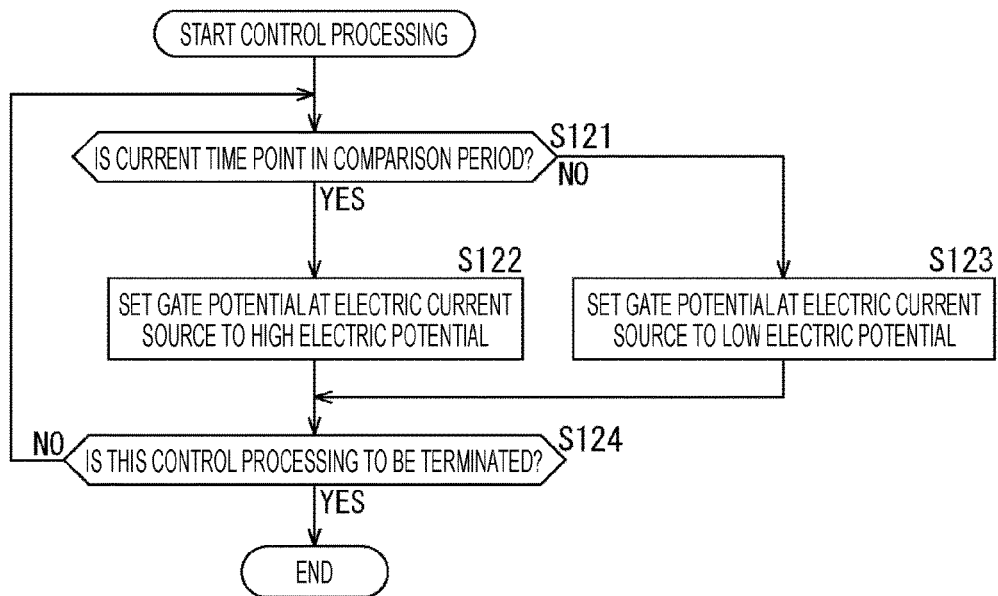 START CONTROL PROCESSING
S121
IS CURRENT TIME POINT IN COMPARISON PERIOD?
NO
YES
S122
SET GATE POTENTIAL AT ELECTRIC CURRENT
SOURCE TO HIGH ELECTRIC POTENTIAL
S123
SET GATE POTENTIAL AT ELECTRIC CURRENT
SOURCE TO LOW ELECTRIC POTENTIAL
NO
S124
IS THIS CONTROL PROCESSING TO BE TERMINATED?
YES
END